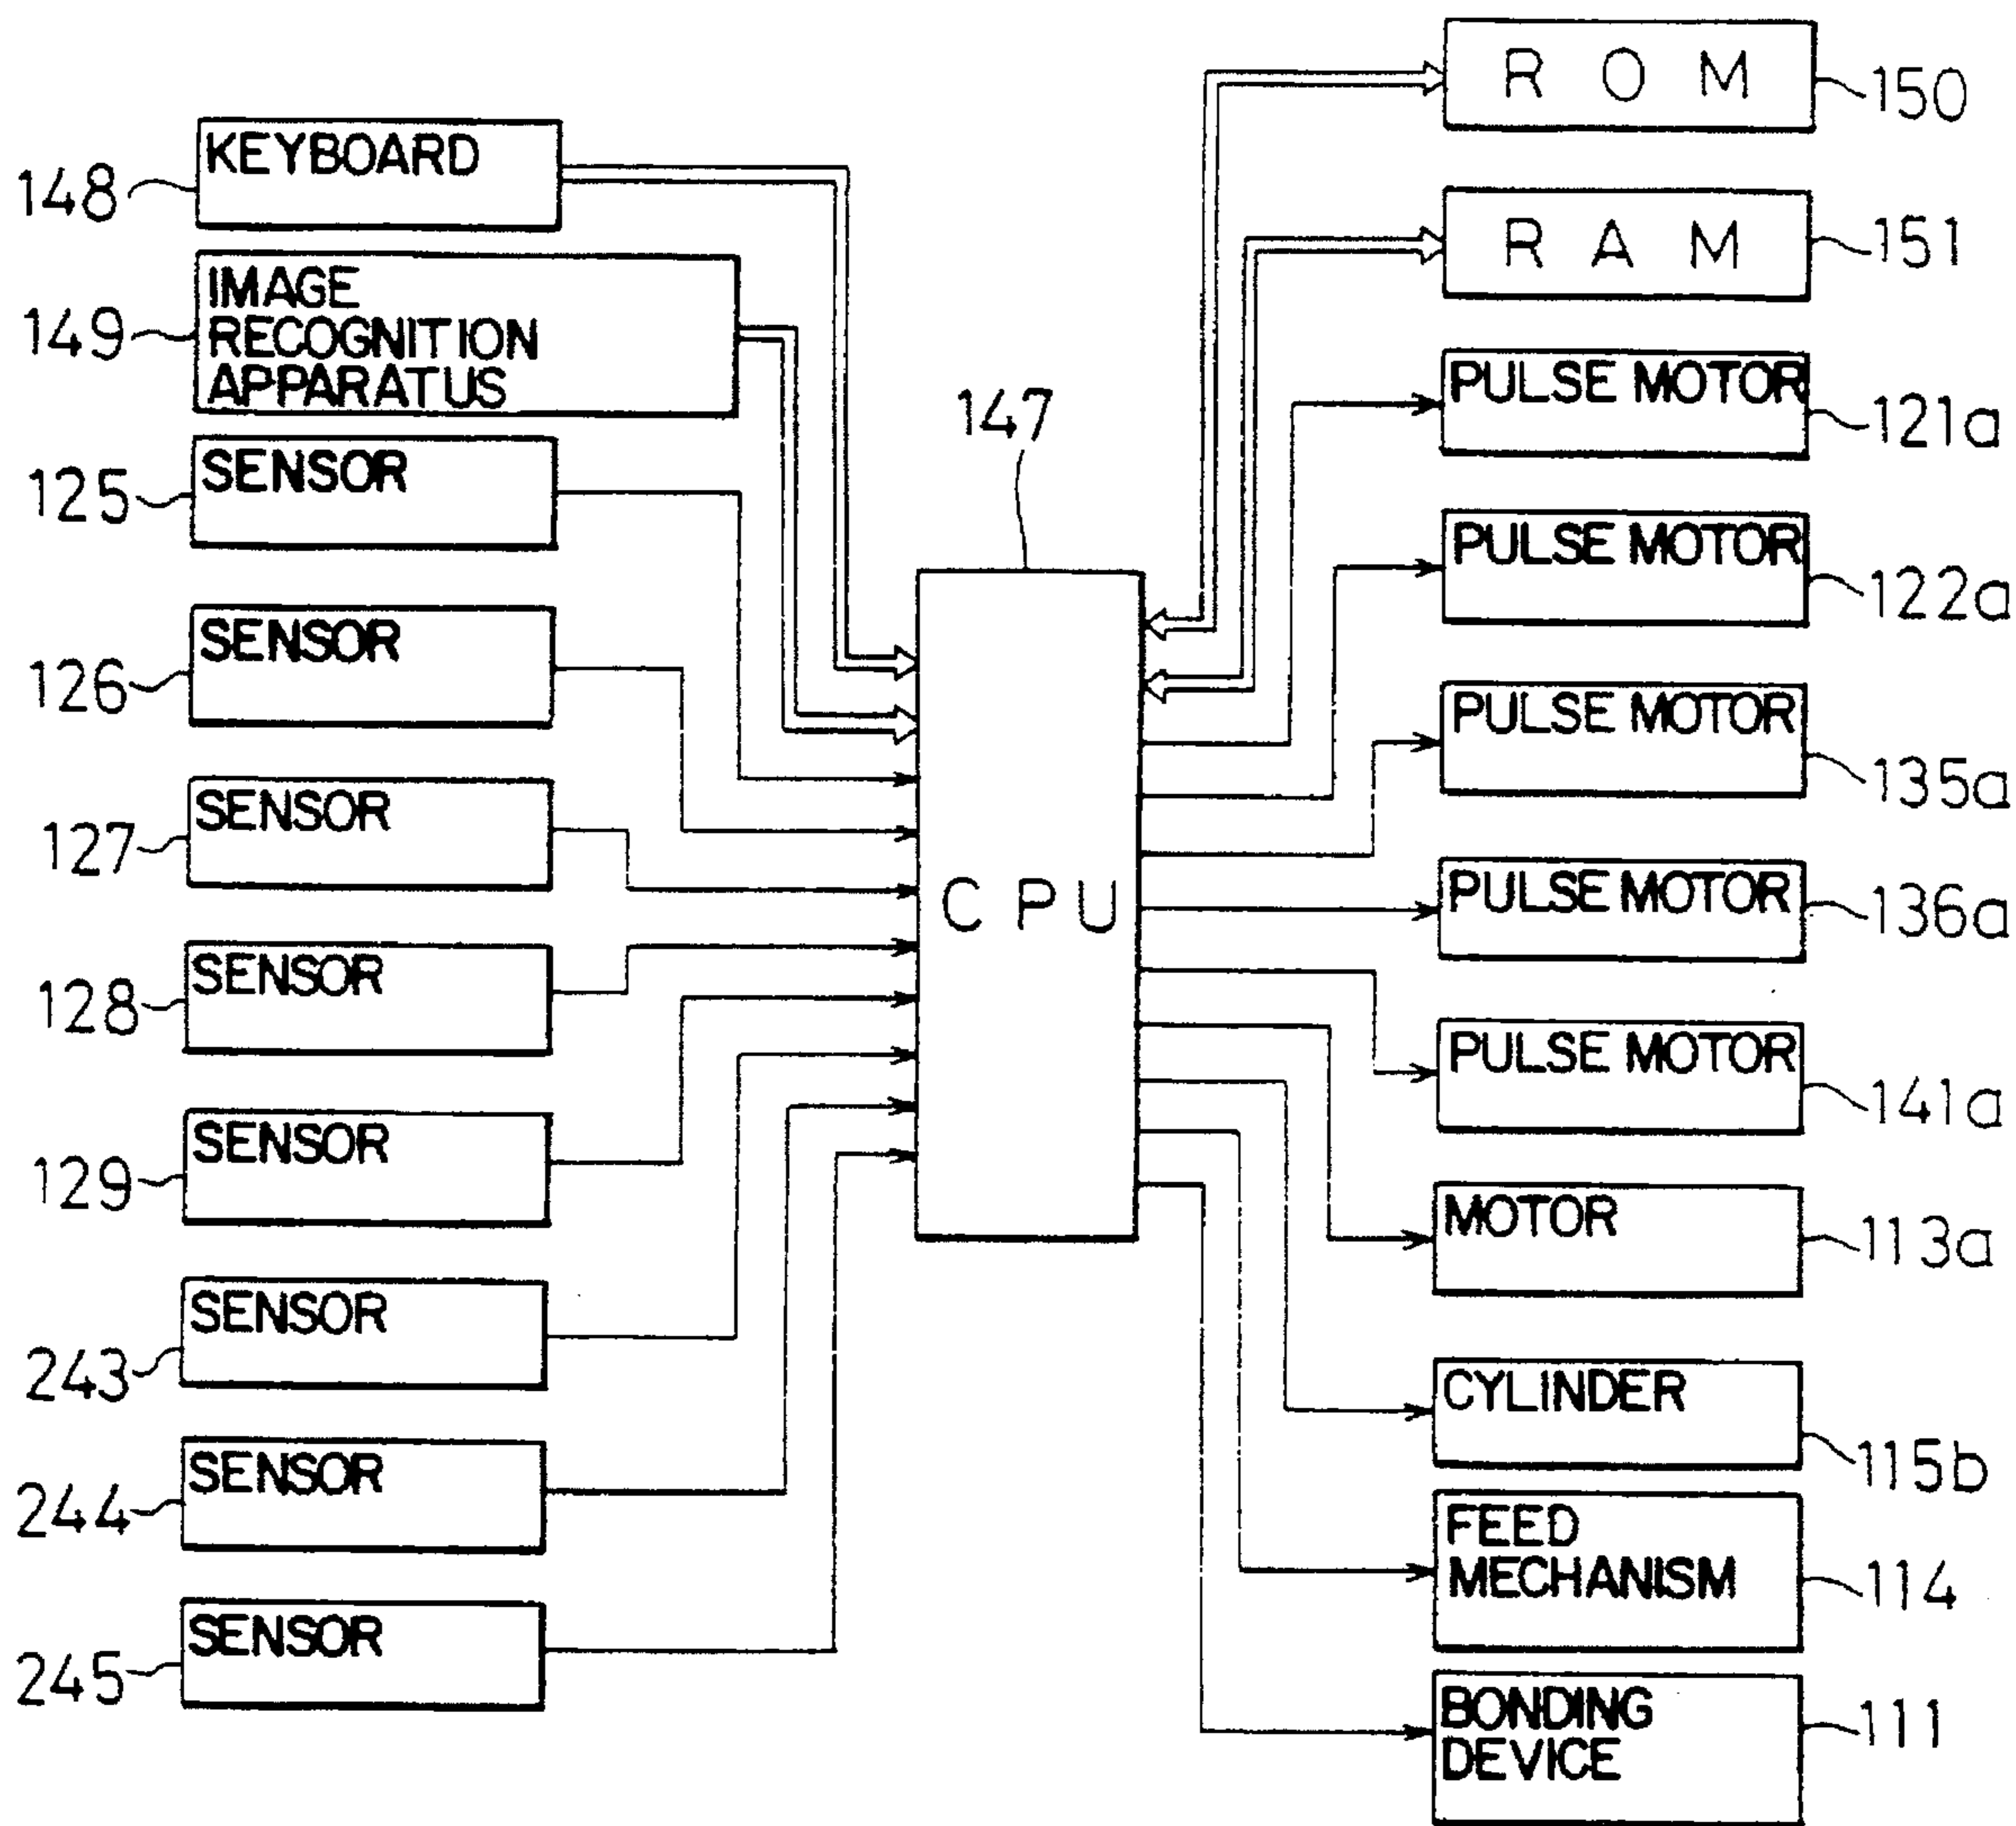 KEYBOARD
148
IMAGE
RECOGNITION
APPARATUS
149
SENSOR
125
SENSOR
126
SENSOR
127
SENSOR
128
SENSOR
129
SENSOR
243
SENSOR
244
SENSOR
245
147
CPU
ROM
150
RAM
151
PULSE MOTOR
121a
PULSE MOTOR
122a
PULSE MOTOR
135a
PULSE MOTOR
136a
PULSE MOTOR
141a
MOTOR
113a
CYLINDER
115b
FEED
MECHANISM
114
BONDING
DEVICE
111